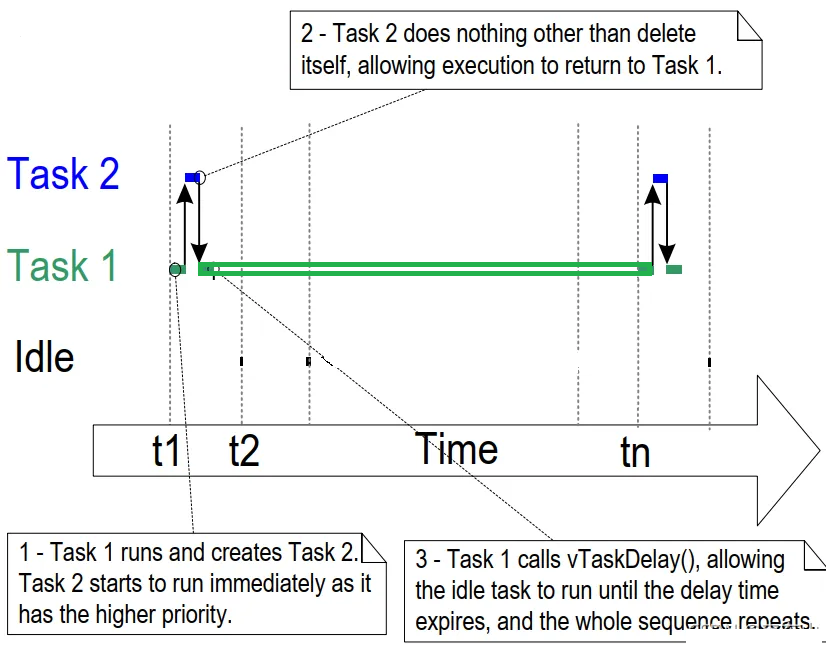 2 - Task 2 does nothing other than delete
itself, allowing execution to return to Task 1.
Task 2
Task 1
Idle
t1
t2
Time
tn
1 - Task 1 runs and creates Task 2.
Task 2 starts to run immediately as it
has the higher priority.
3 - Task 1 calls vTaskDelay(), allowing
the idle task to run until the delay time
expires, and the whole sequence repeats.